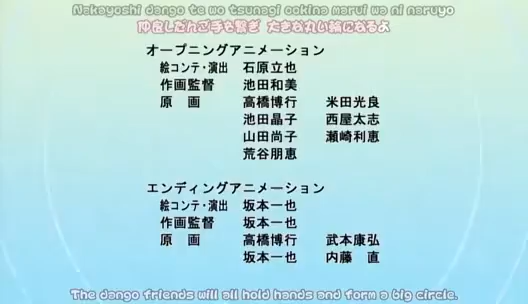 Nakayoshi dango te wo tsunagi ookina marui wa ni naruyo
仲良しだんご手をつなぎ 大きな丸い輪になるよ
オープニングアニメーション
絵コンテ・演出 石原立也
作画監督 池田和美
原 画 高橋博行 米田光良
池田晶子 西屋太志
山田尚子 瀬崎利恵
荒谷朋恵
エンディングアニメーション
絵コンテ・演出 坂本一也
作画監督 坂本一也
原 画 高橋博行 武本康弘
坂本一也 内藤 直
The dango friends will all hold hands and form a big circle.